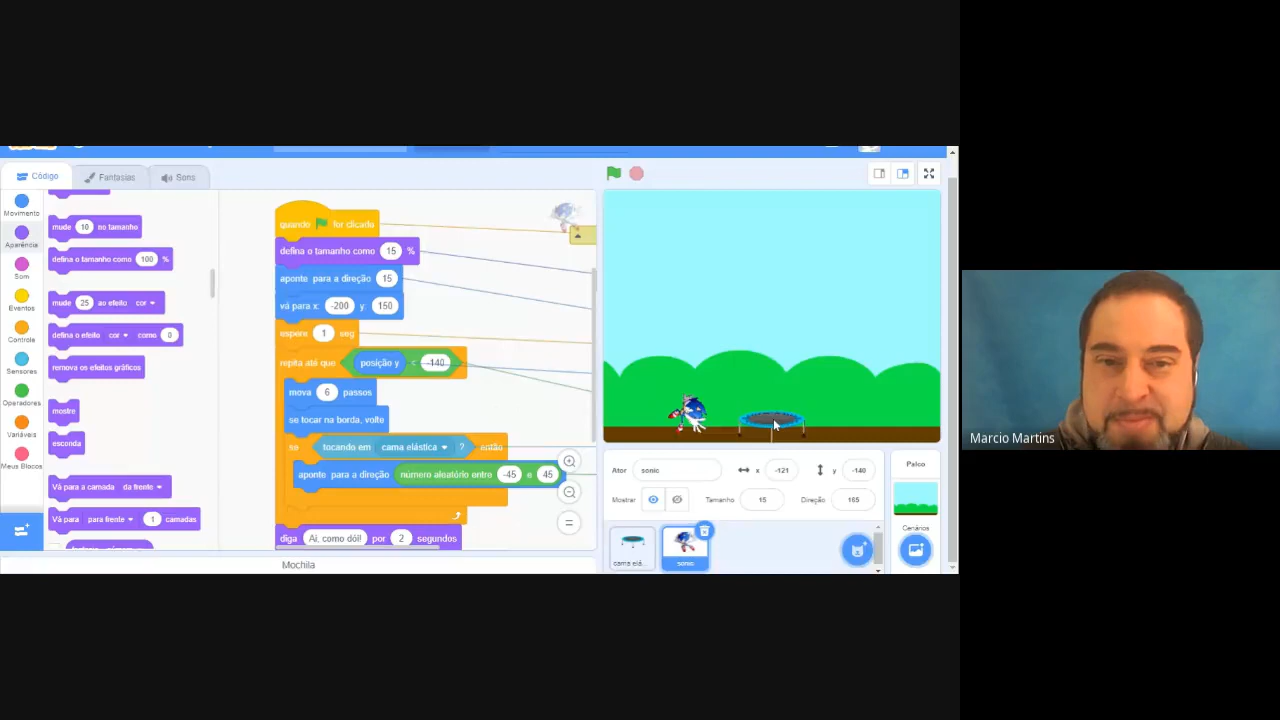 Código
Fantasias
Sons
Movimento
Aparência
Som
Eventos
Controle
Sensores
Operadores
Variáveis
Meus Blocos
mude 10 no tamanho
defina o tamanho como 100 %
mude 25 ao efeito cor
defina o efeito cor como 0
remova os efeitos gráficos
mostre
esconda
Vá para a camada da frente
Vá para para frente 1 camadas
quando for clicado
defina o tamanho como 15 %
aponte para a direção 15
vá para x: -200 y: 150
espere 1 seg
repita até que posição y < -140
mova 6 passos
se tocar na borda, volte
se tocando em cama elástica ? então
aponte para a direção número aleatório entre -45 e 45
diga Ai, como dói! por 2 segundos
Mochila
Ator sonic x -121 y -140
Mostrar Tamanho 15 Direção 165
cama elá...
sonic
Palco
Cenários
Marcio Martins